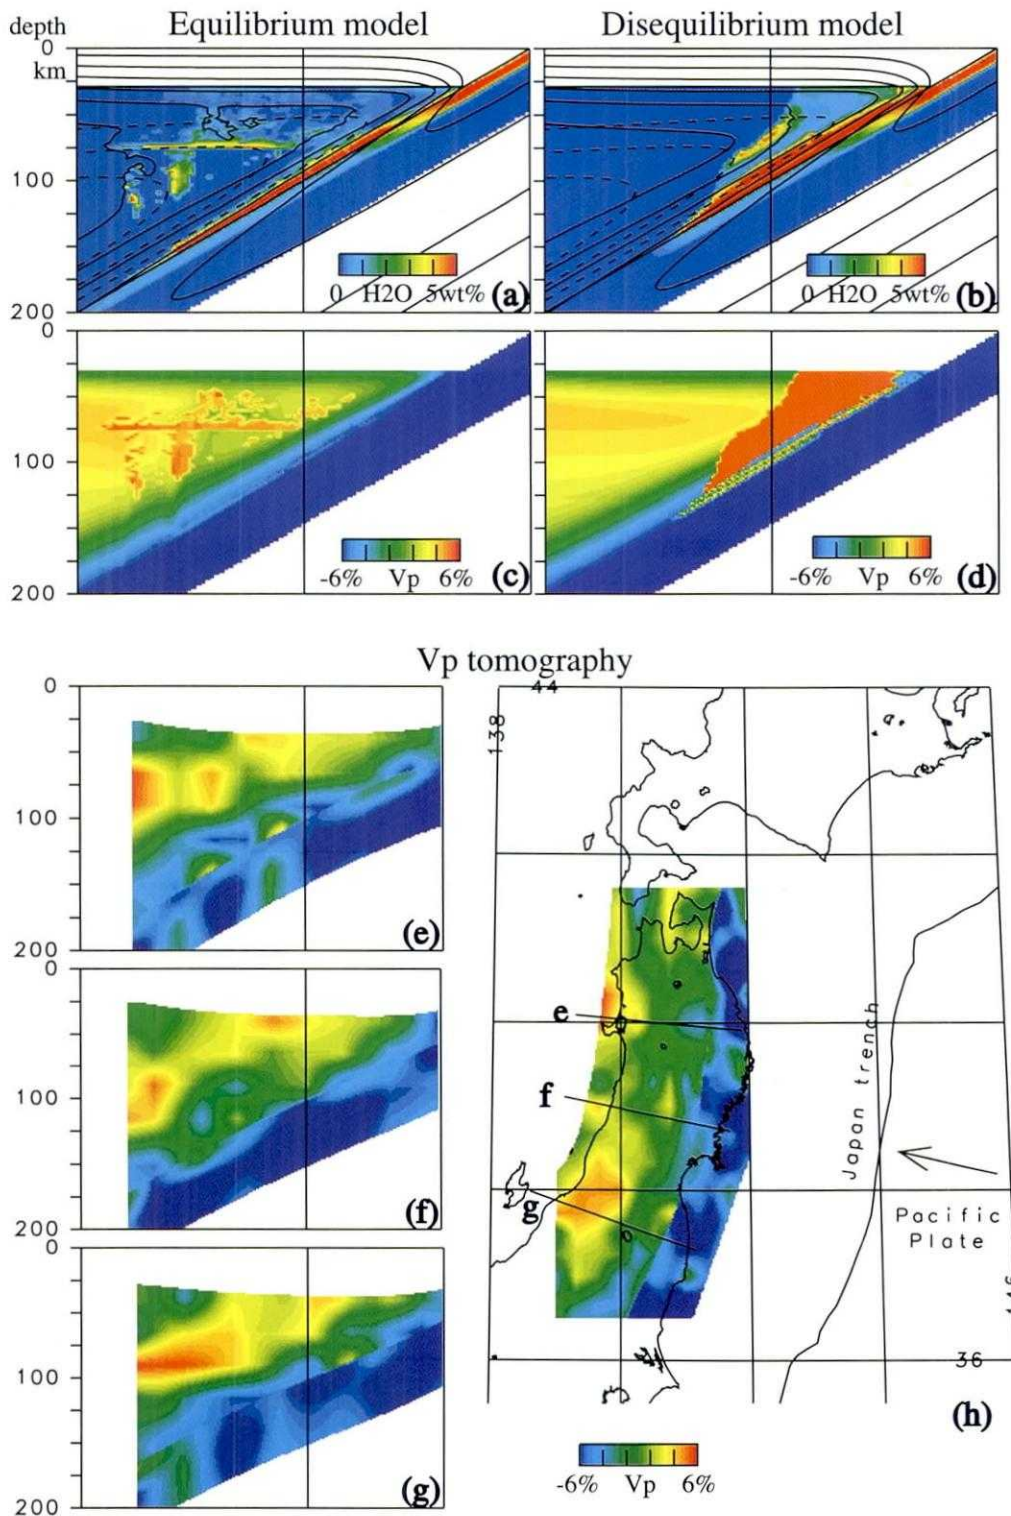 depth
Equilibrium model
Disequilibrium model
0
km
100
200
0 H2O 5wt%
(a)
0 H2O 5wt%
(b)
0
100
200
-6% Vp 6%
(c)
-6% Vp 6%
(d)
Vp tomography
0
100
200
(e)
0
100
200
(f)
0
100
200
(g)
44
138
e
f
g
Japan trench
Pacific
Plate
36
(h)
-6% Vp 6%